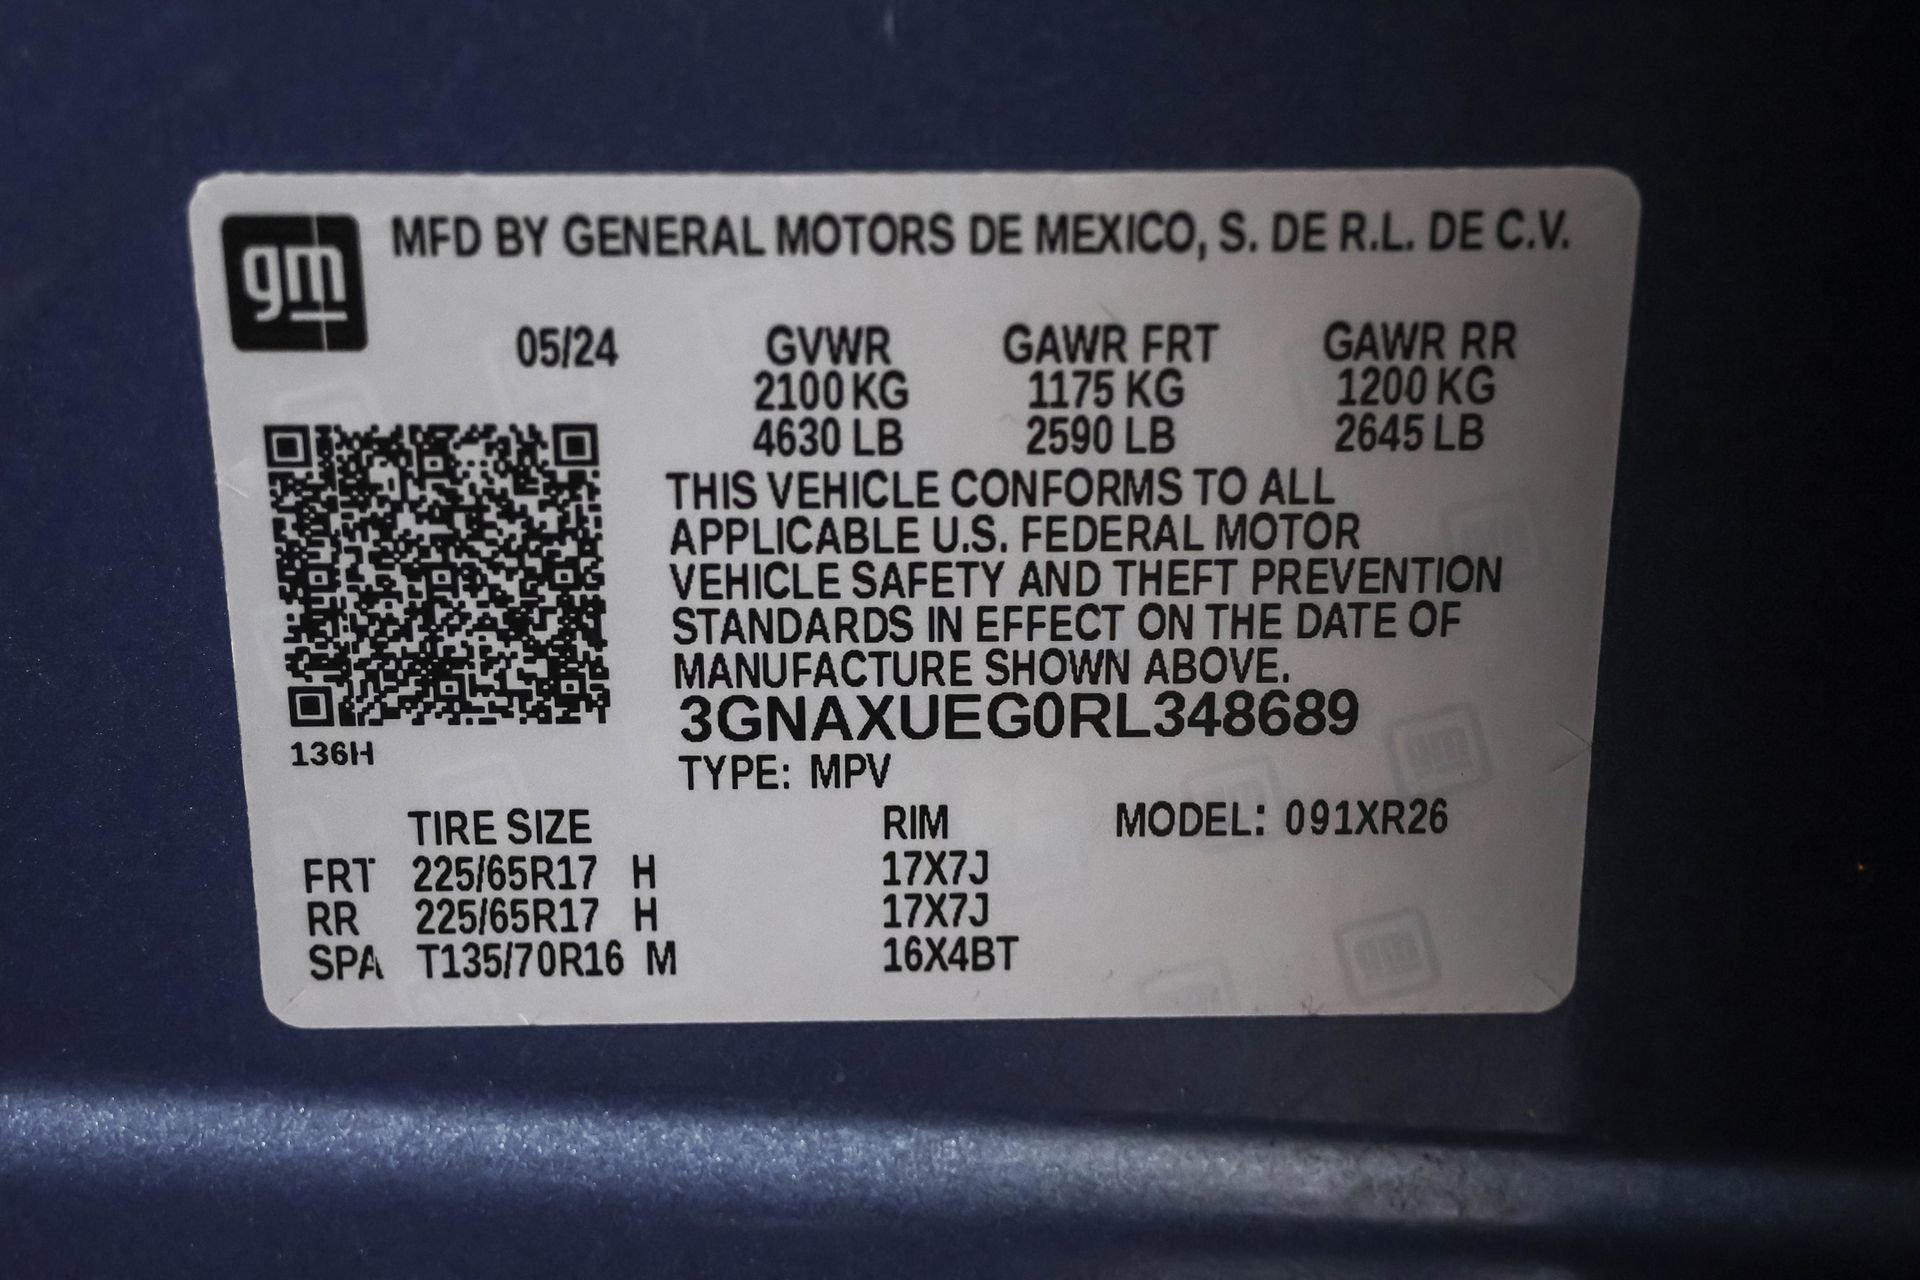 gm MFD BY GENERAL MOTORS DE MEXICO, S. DE R.L. DE C.V.
05/24 GVWR GAWR FRT GAWR RR
2100 KG 1175 KG 1200 KG
4630 LB 2590 LB 2645 LB
THIS VEHICLE CONFORMS TO ALL
APPLICABLE U.S. FEDERAL MOTOR
VEHICLE SAFETY AND THEFT PREVENTION
STANDARDS IN EFFECT ON THE DATE OF
MANUFACTURE SHOWN ABOVE.
3GNAXUEG0RL348689
136H
TYPE: MPV
TIRE SIZE RIM MODEL: 091XR26
FRT 225/65R17 H 17X7J
RR 225/65R17 H 17X7J
SPA T135/70R16 M 16X4BT